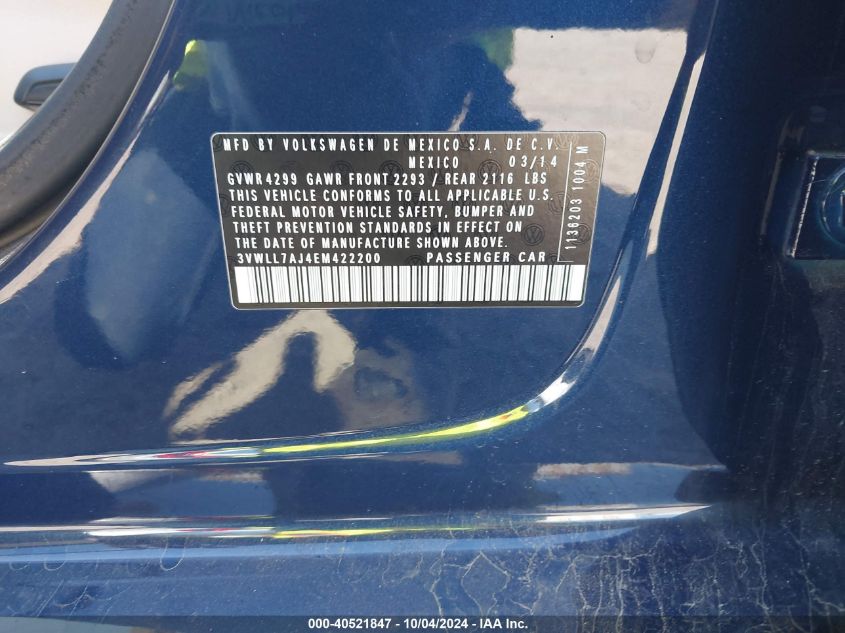 MFD BY VOLKSWAGEN DE MEXICO S.A. DE C.V.
MEXICO 03/14
GVWR 4299 GAWR FRONT 2293 / REAR 2116 LBS
THIS VEHICLE CONFORMS TO ALL APPLICABLE U.S.
FEDERAL MOTOR VEHICLE SAFETY, BUMPER AND
THEFT PREVENTION STANDARDS IN EFFECT ON THE
DATE OF MANUFACTURE SHOWN ABOVE.
3VWLL7AJ4EM422200 PASSENGER CAR
1136203 1004 M
000-40521847 - 10/04/2024 - IAAI.com